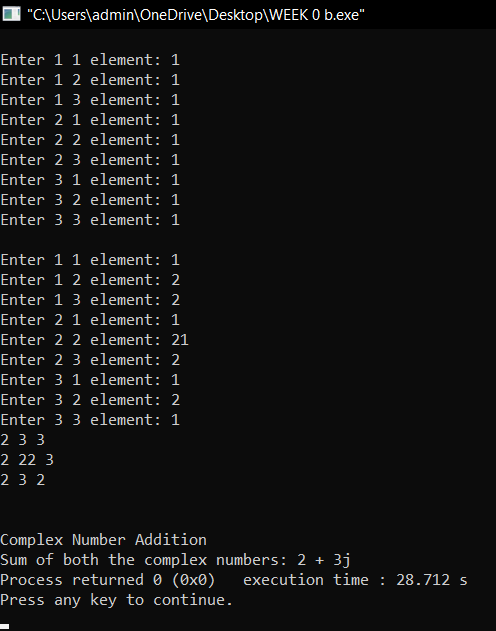 "C:\Users\admin\OneDrive\Desktop\WEEK 0 b.exe"
Enter 1 1 element: 1
Enter 1 2 element: 1
Enter 1 3 element: 1
Enter 2 1 element: 1
Enter 2 2 element: 1
Enter 2 3 element: 1
Enter 3 1 element: 1
Enter 3 2 element: 1
Enter 3 3 element: 1
Enter 1 1 element: 1
Enter 1 2 element: 2
Enter 1 3 element: 2
Enter 2 1 element: 1
Enter 2 2 element: 21
Enter 2 3 element: 2
Enter 3 1 element: 1
Enter 3 2 element: 2
Enter 3 3 element: 1
2 3 3
2 22 3
2 3 2
Complex Number Addition
Sum of both the complex numbers: 2 + 3j
Process returned 0 (0x0)   execution time : 28.712 s
Press any key to continue.